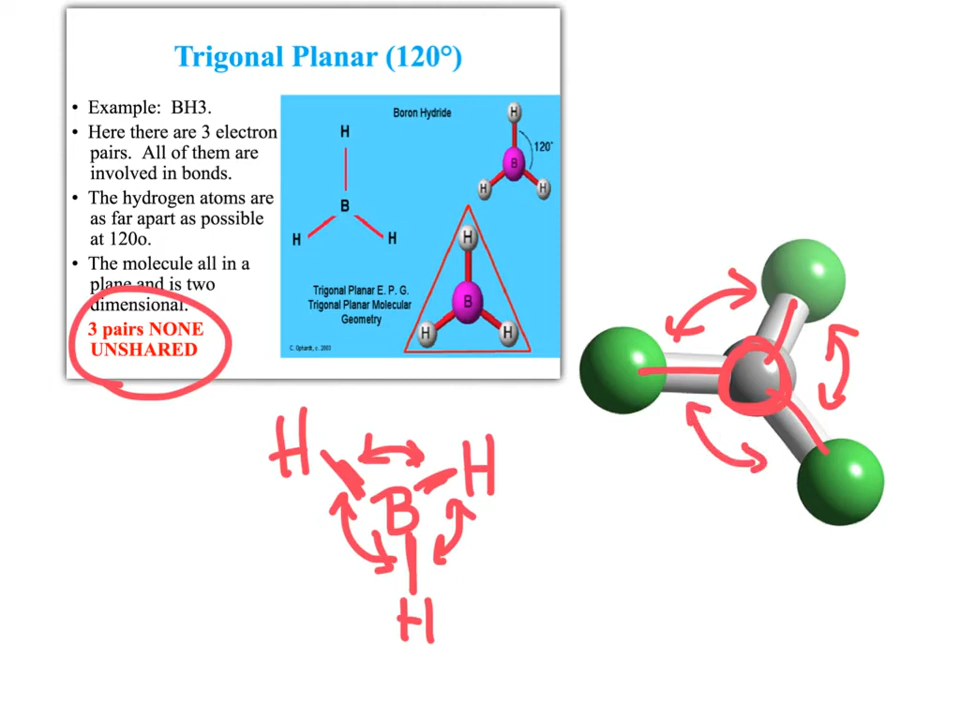 Trigonal Planar (120°)
• Example: BH3.
• Here there are 3 electron
pairs. All of them are
involved in bonds.
• The hydrogen atoms are
as far apart as possible
at 120o.
• The molecule all in a
plane and is two
dimensional.
3 pairs NONE
UNSHARED
Boron Hydride
H
B
H
H
H
120°
B
H
H
H
B
H
H
Trigonal Planar E. P. G.
Trigonal Planar Molecular
Geometry
C. Ophardt, c. 2003
H
H
B
H